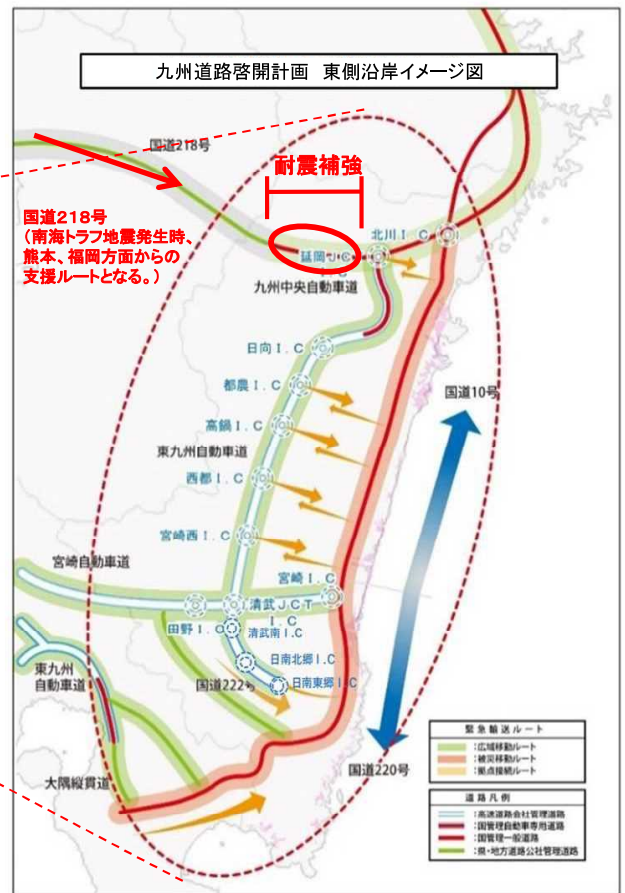 九州道路啓開計画 東側沿岸イメージ図
国道218号
耐震補強
国道218号
(南海トラフ地震発生時、
熊本、福岡方面からの
支援ルートとなる。)
北川I.C
延岡JC
九州中央自動車道
日向I.C
都農I.C
国道10号
高鍋I.C
東九州自動車道
西都I.C
宮崎西I.C
宮崎自動車道
宮崎I.C
清武JCT
I.C
田野I.C
清武南I.C
東九州
自動車道
日南北郷I.C
国道222号
日南東郷I.C
大隅縦貫道
国道220号
緊急輸送ルート
:広域移動ルート
:被災移動ルート
:拠点接続ルート
道路凡例
:高速道路会社管理道路
:国管理自動車専用道路
:国管理一般道路
:県・地方道路公社管理道路